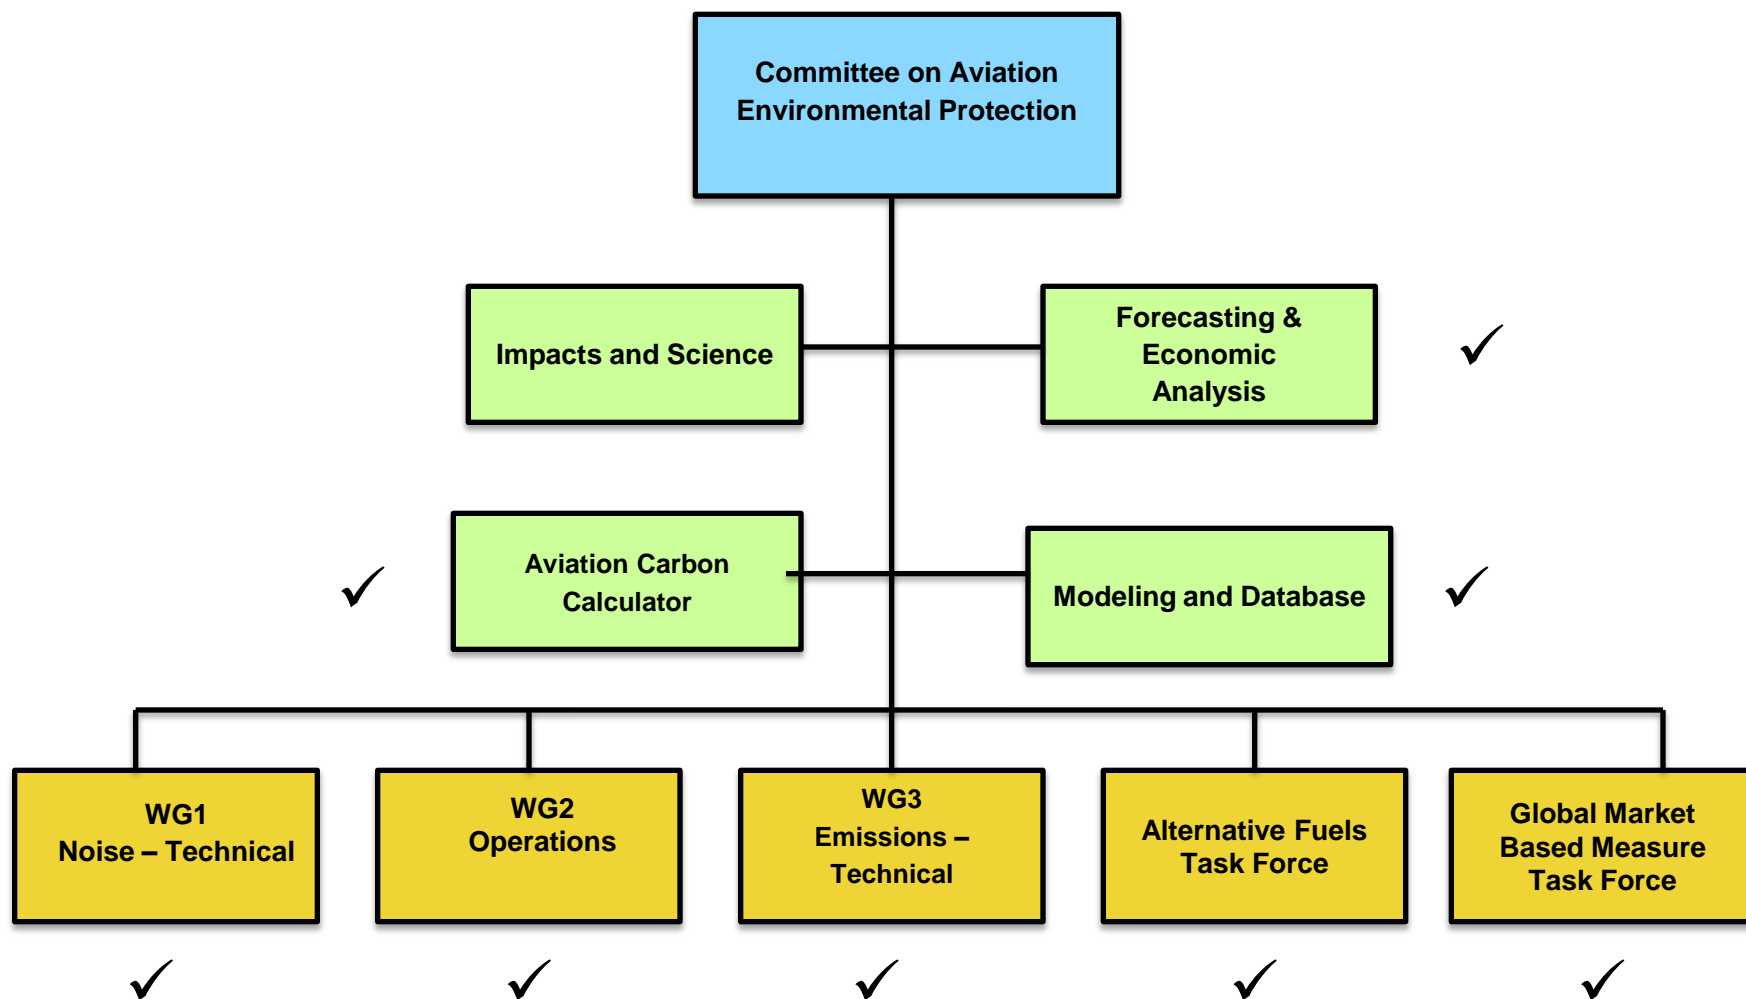 Committee on Aviation
Environmental Protection
Impacts and Science
Forecasting &
Economic
Analysis
Aviation Carbon
Calculator
Modeling and Database
WG1
Noise – Technical
WG2
Operations
WG3
Emissions –
Technical
Alternative Fuels
Task Force
Global Market
Based Measure
Task Force